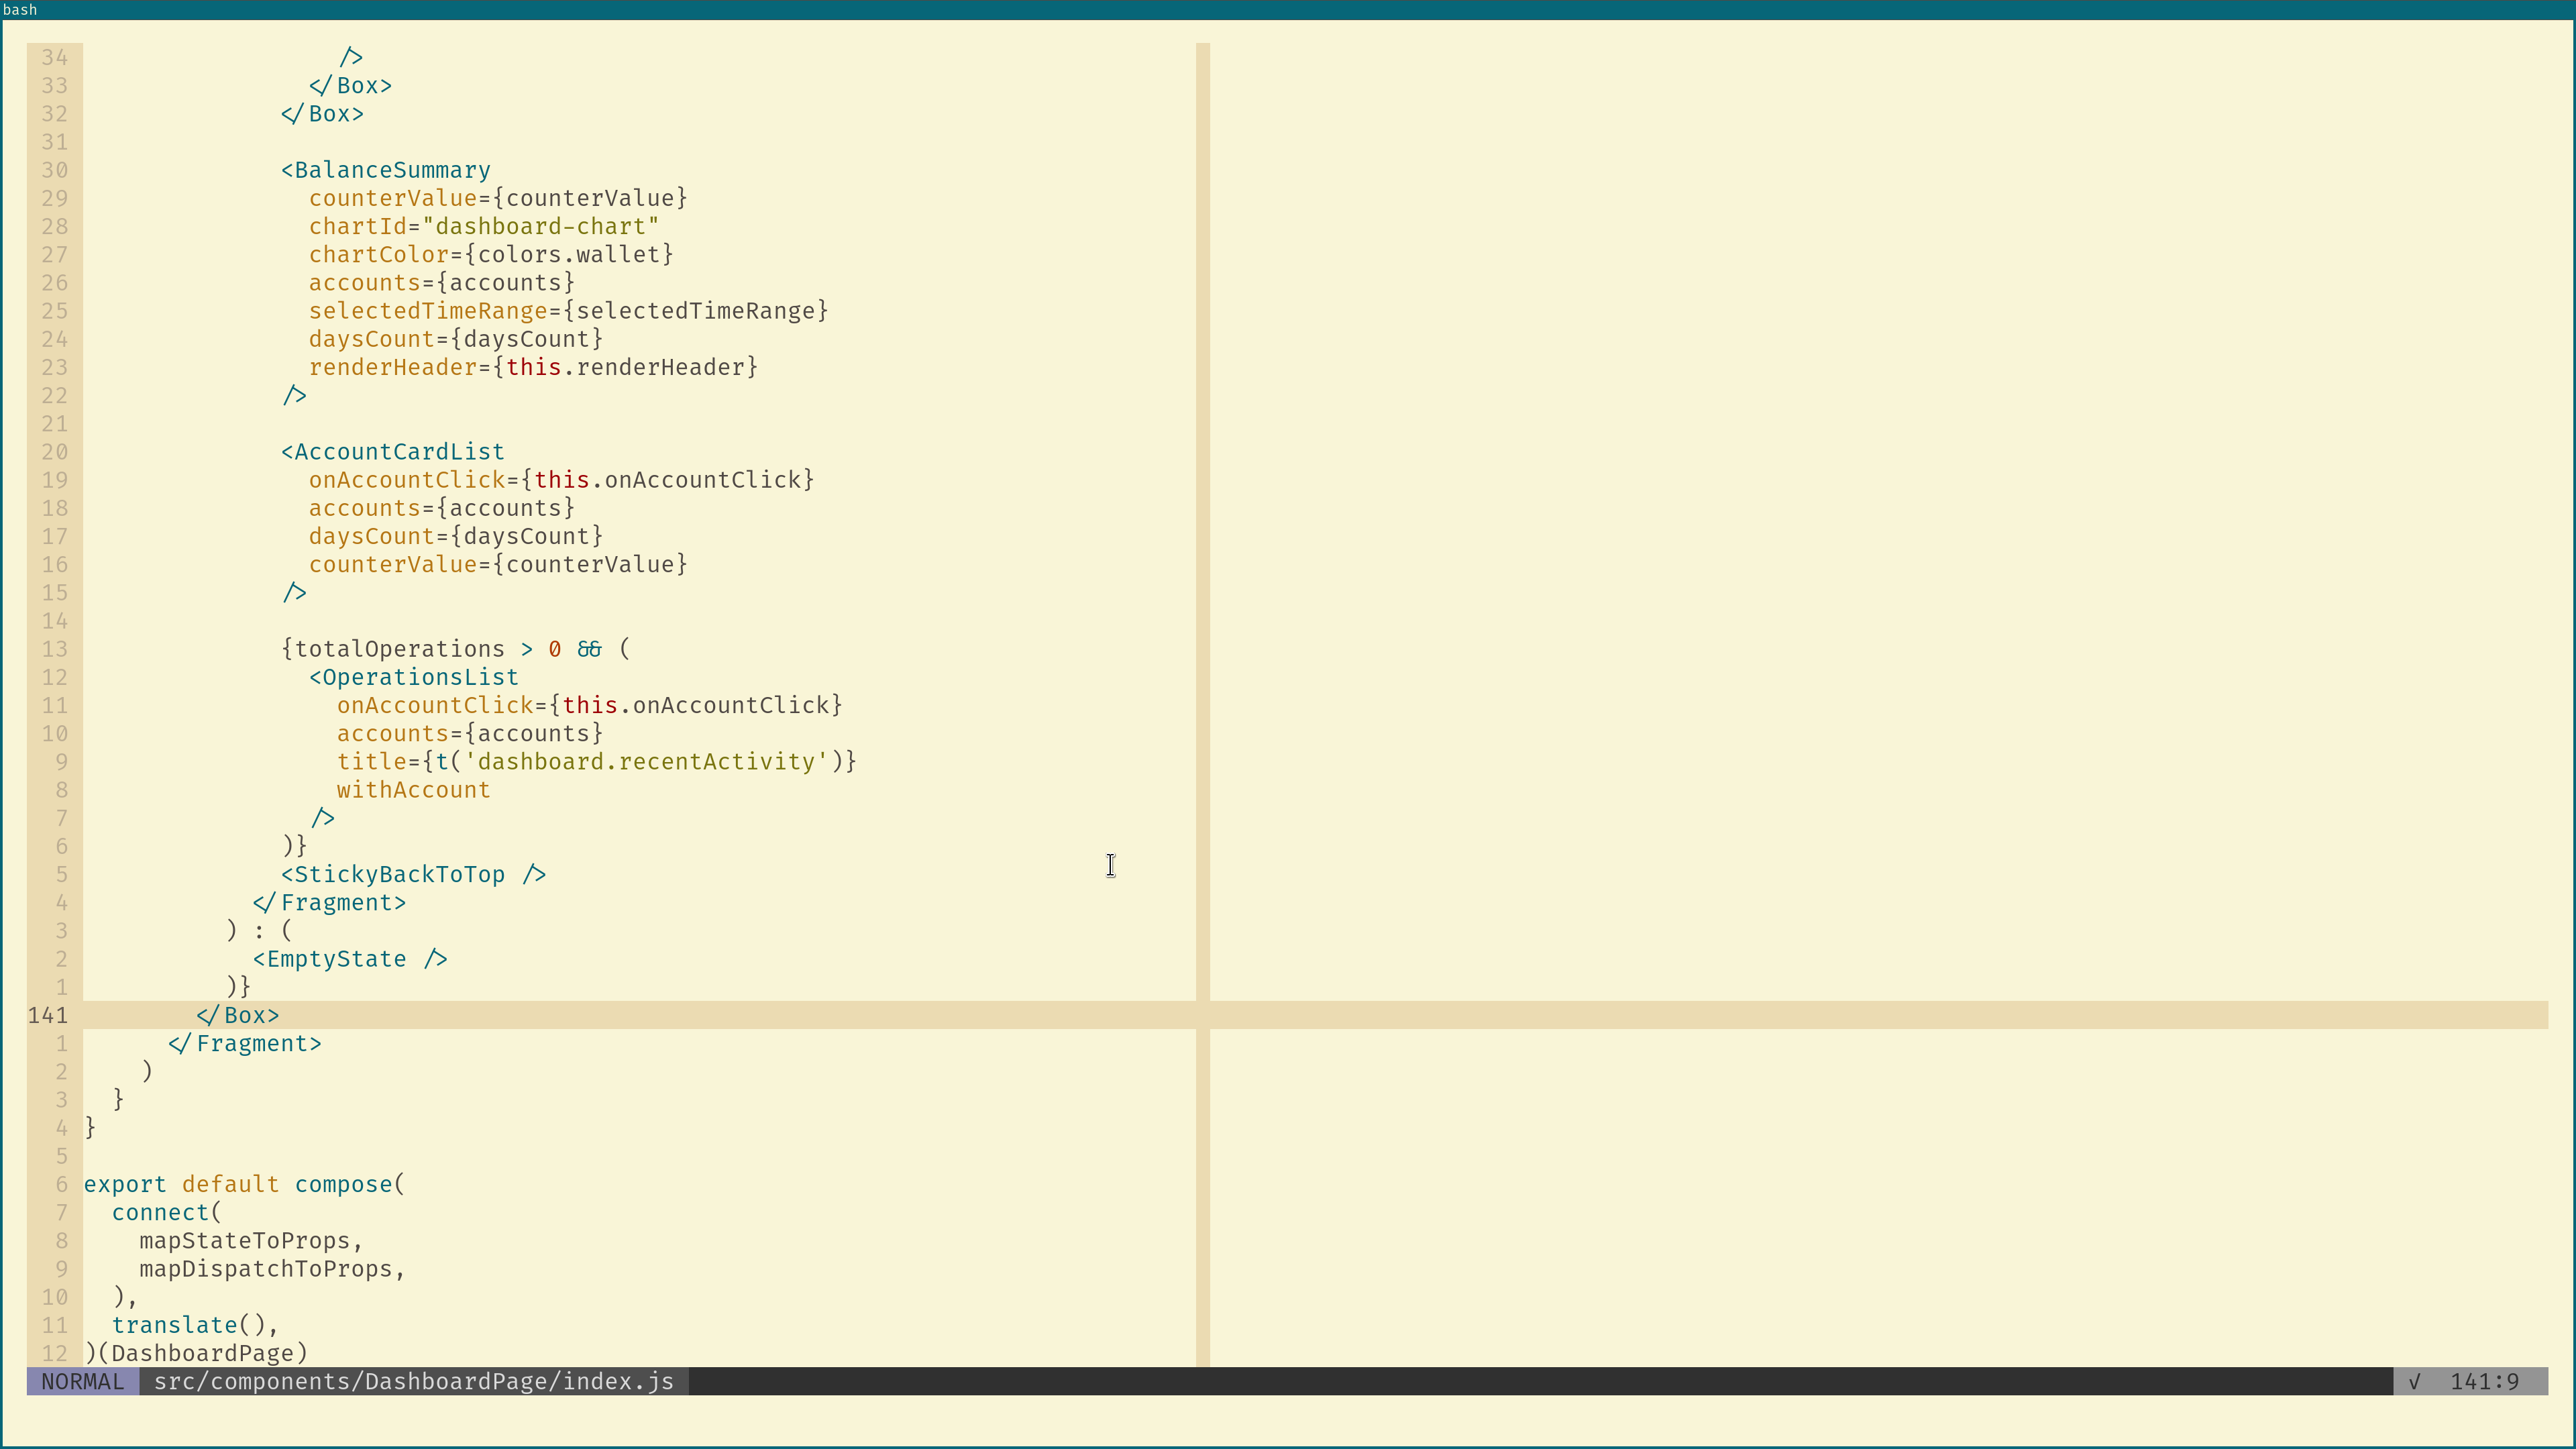 bash
34                   />
33                 </Box>
32               </Box>
31
30               <BalanceSummary
29                 counterValue={counterValue}
28                 chartId="dashboard-chart"
27                 chartColor={colors.wallet}
26                 accounts={accounts}
25                 selectedTimeRange={selectedTimeRange}
24                 daysCount={daysCount}
23                 renderHeader={this.renderHeader}
22               />
21
20               <AccountCardList
19                 onAccountClick={this.onAccountClick}
18                 accounts={accounts}
17                 daysCount={daysCount}
16                 counterValue={counterValue}
15               />
14
13               {totalOperations > 0 && (
12                 <OperationsList
11                   onAccountClick={this.onAccountClick}
10                   accounts={accounts}
9                   title={t('dashboard.recentActivity')}
8                   withAccount
7                 />
6               )}
5               <StickyBackToTop />
4             </Fragment>
3           ) : (
2             <EmptyState />
1           )}
141         </Box>
1       </Fragment>
2     )
3   }
4 }
5
6 export default compose(
7   connect(
8     mapStateToProps,
9     mapDispatchToProps,
10   ),
11   translate(),
12 )(DashboardPage)
NORMAL src/components/DashboardPage/index.js √ 141:9